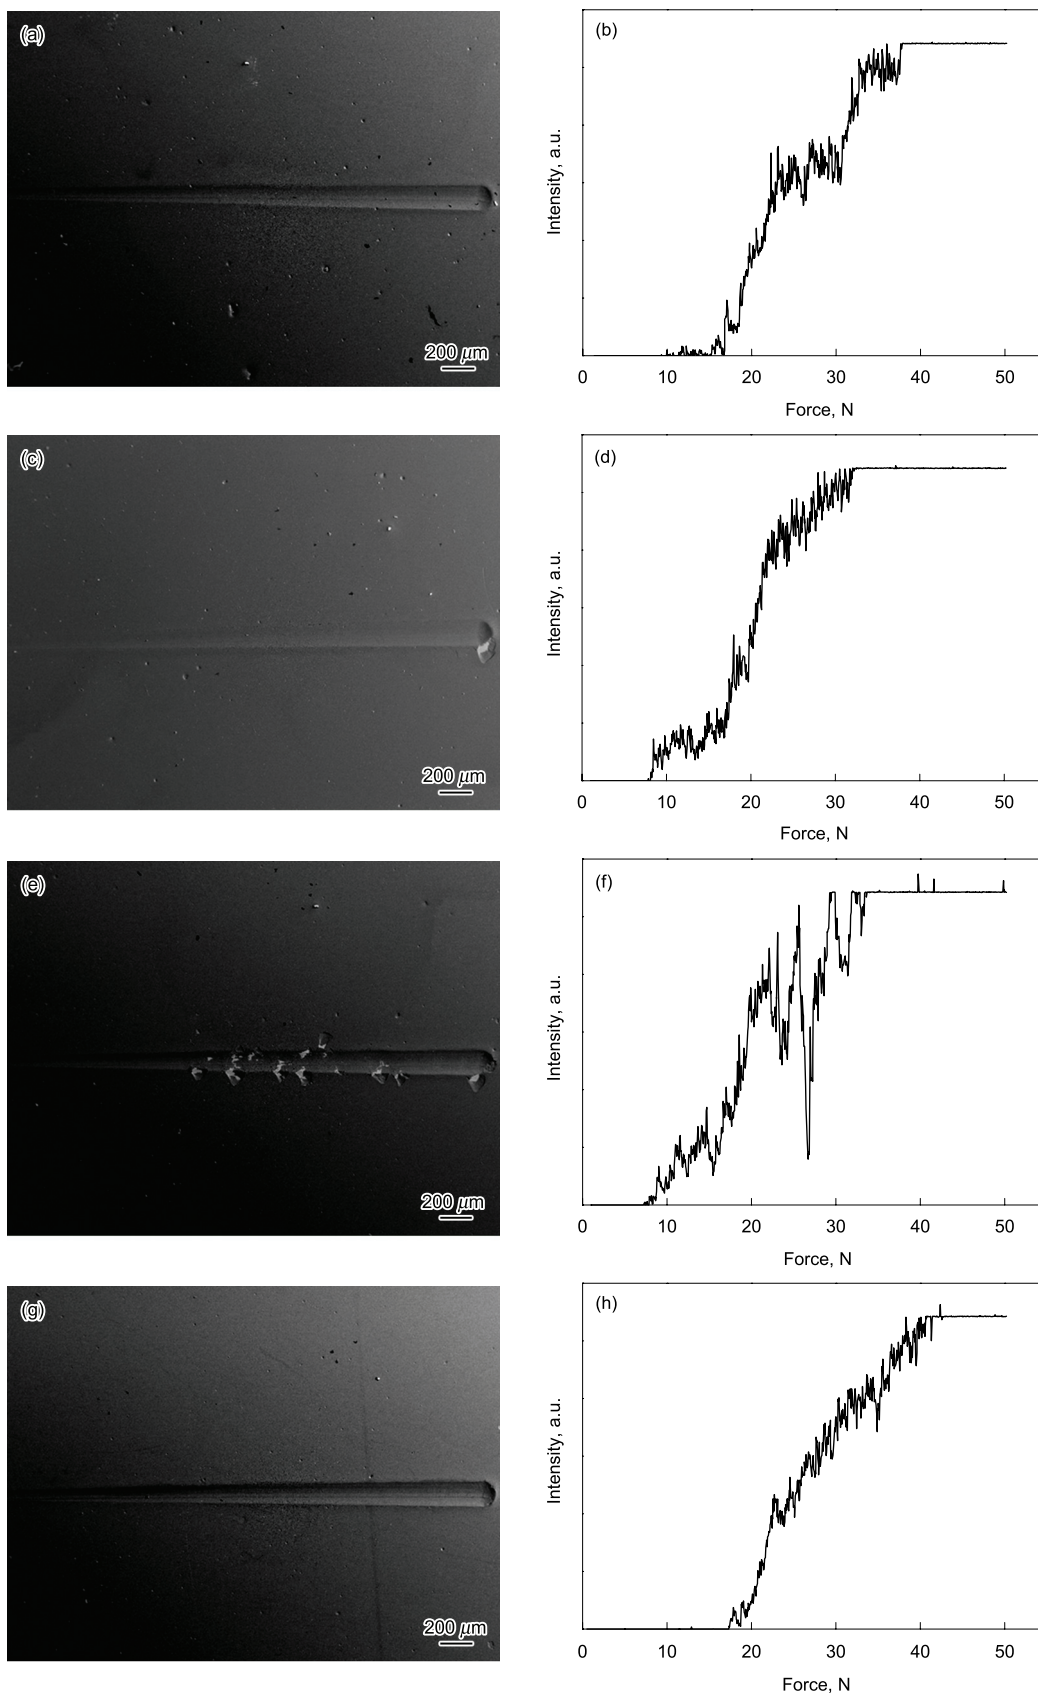 (a)
200 µm
(b)
Intensity, a.u.
0 10 20 30 40 50
Force, N
(c)
200 µm
(d)
Intensity, a.u.
0 10 20 30 40 50
Force, N
(e)
200 µm
(f)
Intensity, a.u.
0 10 20 30 40 50
Force, N
(g)
200 µm
(h)
Intensity, a.u.
0 10 20 30 40 50
Force, N